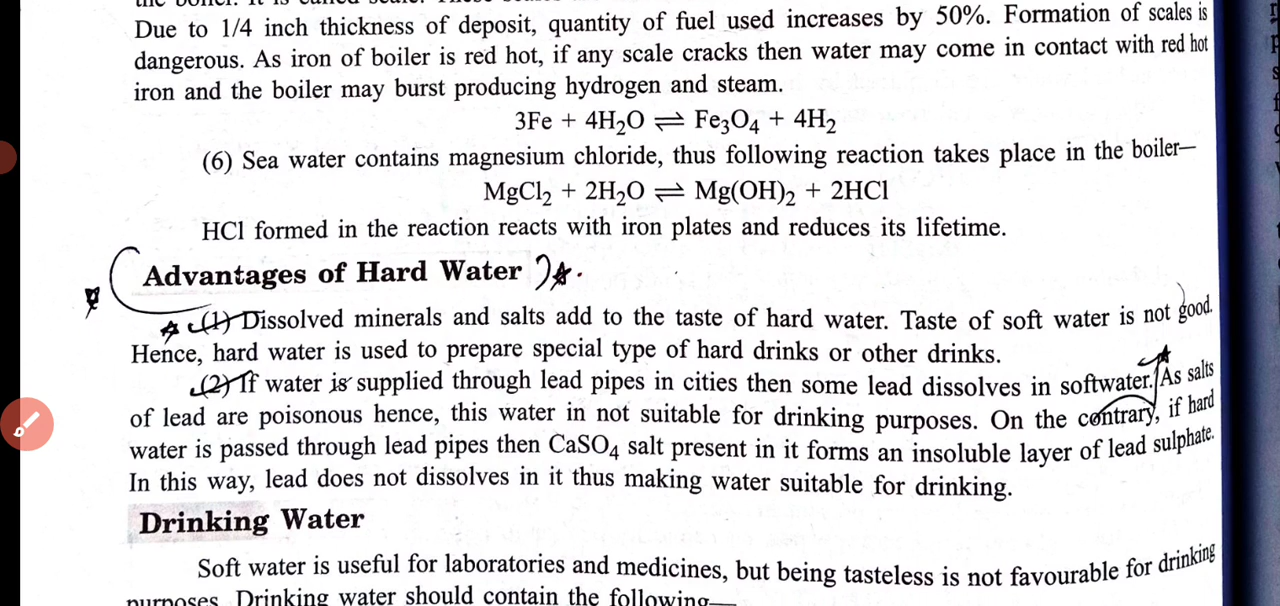 Due to 1/4 inch thickness of deposit, quantity of fuel used increases by 50%. Formation of scales is
dangerous. As iron of boiler is red hot, if any scale cracks then water may come in contact with red hot
iron and the boiler may burst producing hydrogen and steam.
3Fe + 4H₂O ⇌ Fe₃O₄ + 4H₂
(6) Sea water contains magnesium chloride, thus following reaction takes place in the boiler—
MgCl₂ + 2H₂O ⇌ Mg(OH)₂ + 2HCl
HCl formed in the reaction reacts with iron plates and reduces its lifetime.
Advantages of Hard Water
(1) Dissolved minerals and salts add to the taste of hard water. Taste of soft water is not good.
Hence, hard water is used to prepare special type of hard drinks or other drinks.
(2) If water is supplied through lead pipes in cities then some lead dissolves in softwater. As salts
of lead are poisonous hence, this water in not suitable for drinking purposes. On the contrary, if hard
water is passed through lead pipes then CaSO₄ salt present in it forms an insoluble layer of lead sulphate.
In this way, lead does not dissolves in it thus making water suitable for drinking.
Drinking Water
Soft water is useful for laboratories and medicines, but being tasteless is not favourable for drinking
purposes. Drinking water should contain the following—